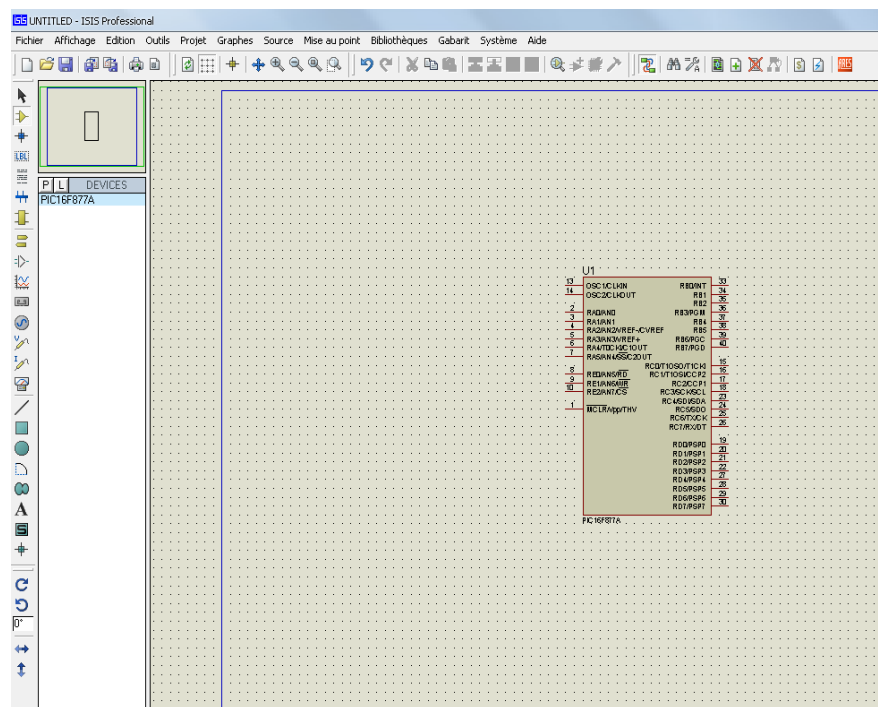 ISIS UNTITLED - ISIS Professional
Fichier Affichage Edition Outils Projet Graphes Source Mise au point Bibliothèques Gabarit Système Aide
LBL
P L DEVICES
PIC16F877A
A
S
0°
U1
13 OSC1/CLKIN RB0/INT 33
14 OSC2/CLKOUT RB1 34
RB2 35
2 RA0/AN0 RB3/PGM 36
3 RA1/AN1 RB4 37
4 RA2/AN2/VREF-/CVREF RB5 38
5 RA3/AN3/VREF+ RB6/PGC 39
6 RA4/T0CKI/C1OUT RB7/PGD 40
7 RA5/AN4/SS/C2OUT
RC0/T1OSO/T1CKI 15
8 RE0/AN5/RD RC1/T1OSI/CCP2 16
9 RE1/AN6/WR RC2/CCP1 17
10 RE2/AN7/CS RC3/SCK/SCL 18
RC4/SDI/SDA 23
1 MCLR/Vpp/THV RC5/SDO 24
RC6/TX/CK 25
RC7/RX/DT 26
RD0/PSP0 19
RD1/PSP1 20
RD2/PSP2 21
RD3/PSP3 22
RD4/PSP4 27
RD5/PSP5 28
RD6/PSP6 29
RD7/PSP7 30
PIC16F877A